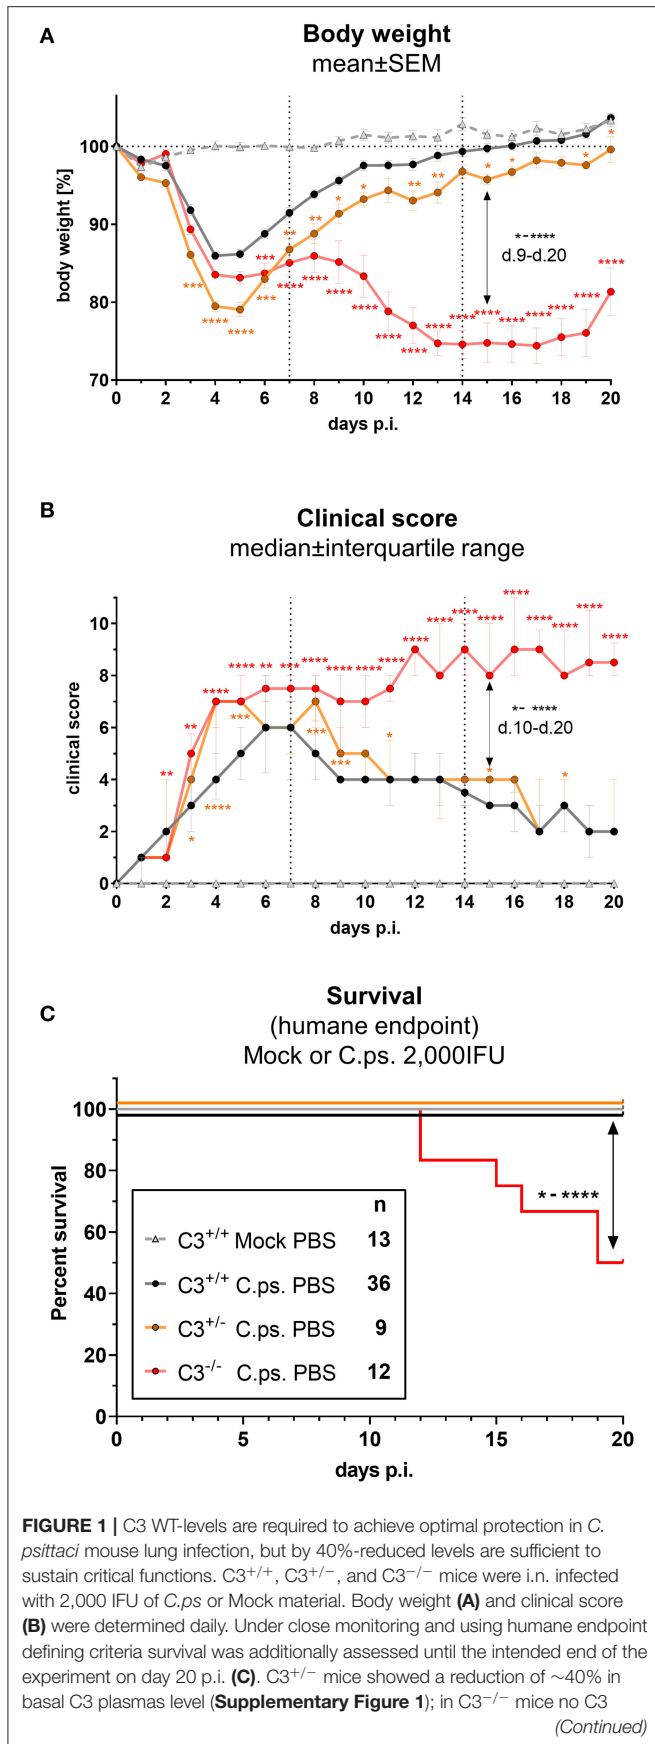 A
Body weight
mean±SEM
body weight [%]
100
90
80
70
*** **** **** *** *** **** **** **** **** **** **** **** **** **** **** **** **** **** ****
** ** ** * ** ** * * * *
*-****
d.9-d.20
0 2 4 6 8 10 12 14 16 18 20
days p.i.
B
Clinical score
median±interquartile range
clinical score
10
8
6
4
2
0
** ** **** **** ** *** **** **** **** **** **** **** **** **** **** **** **** **** ****
* **** *** *** *** * * *
*- ****
d.10-d.20
0 2 4 6 8 10 12 14 16 18 20
days p.i.
C
Survival
(humane endpoint)
Mock or C.ps. 2,000IFU
Percent survival
100
80
60
40
20
0
*-****
n
C3+/+ Mock PBS 13
C3+/+ C.ps. PBS 36
C3+/- C.ps. PBS 9
C3-/- C.ps. PBS 12
0 5 10 15 20
days p.i.
FIGURE 1 | C3 WT-levels are required to achieve optimal protection in C.
psittaci mouse lung infection, but by 40%-reduced levels are sufficient to
sustain critical functions. C3+/+, C3+/−, and C3−/− mice were i.n. infected
with 2,000 IFU of C.ps or Mock material. Body weight (A) and clinical score
(B) were determined daily. Under close monitoring and using humane endpoint
defining criteria survival was additionally assessed until the intended end of the
experiment on day 20 p.i. (C). C3+/− mice showed a reduction of ∼40% in
basal C3 plasmas level (Supplementary Figure 1); in C3−/− mice no C3
(Continued)